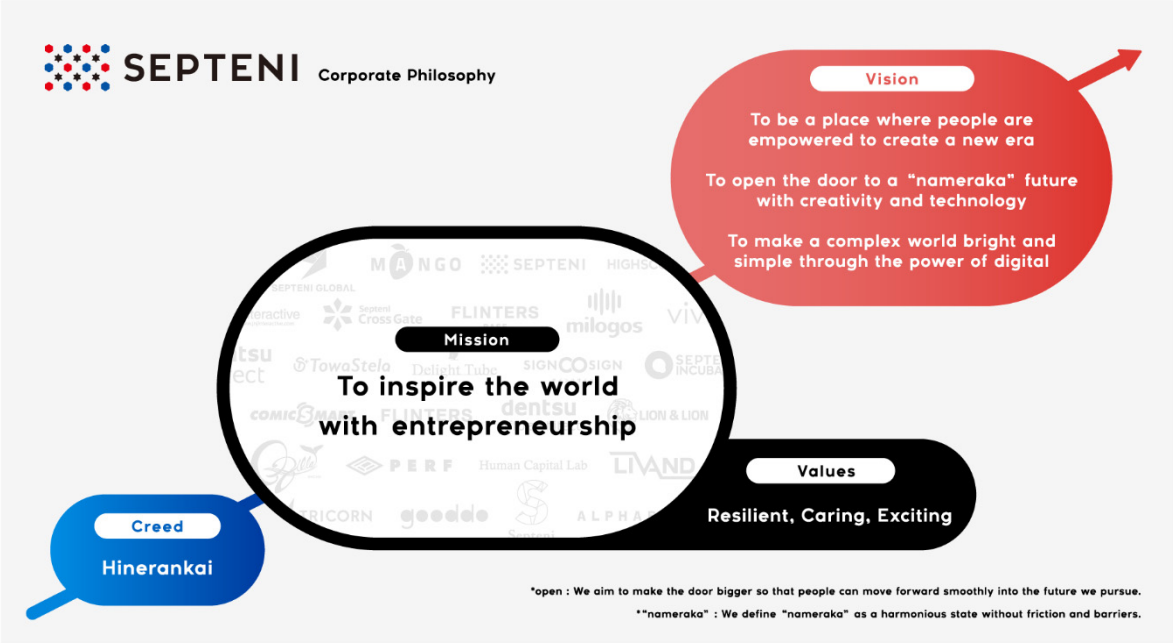 SEPTENI Corporate Philosophy
Vision
To be a place where people are
empowered to create a new era
To open the door to a “nameraka” future
with creativity and technology
To make a complex world bright and
simple through the power of digital
MANGO
SEPTENI
SEPTENI GLOBAL
Septeni
CrossGate
FLINTERS
milogos
Mission
To inspire the world
with entrepreneurship
TowaStela
Delight Tube
SIGNCOSIGN
FLINTERS
dentsu
LION & LION
PERF
Human Capital Lab
LIVAND
gooddo
Septeni
Values
Resilient, Caring, Exciting
Creed
Hinerankai
*open : We aim to make the door bigger so that people can move forward smoothly into the future we pursue.
*“nameraka” : We define “nameraka” as a harmonious state without friction and barriers.